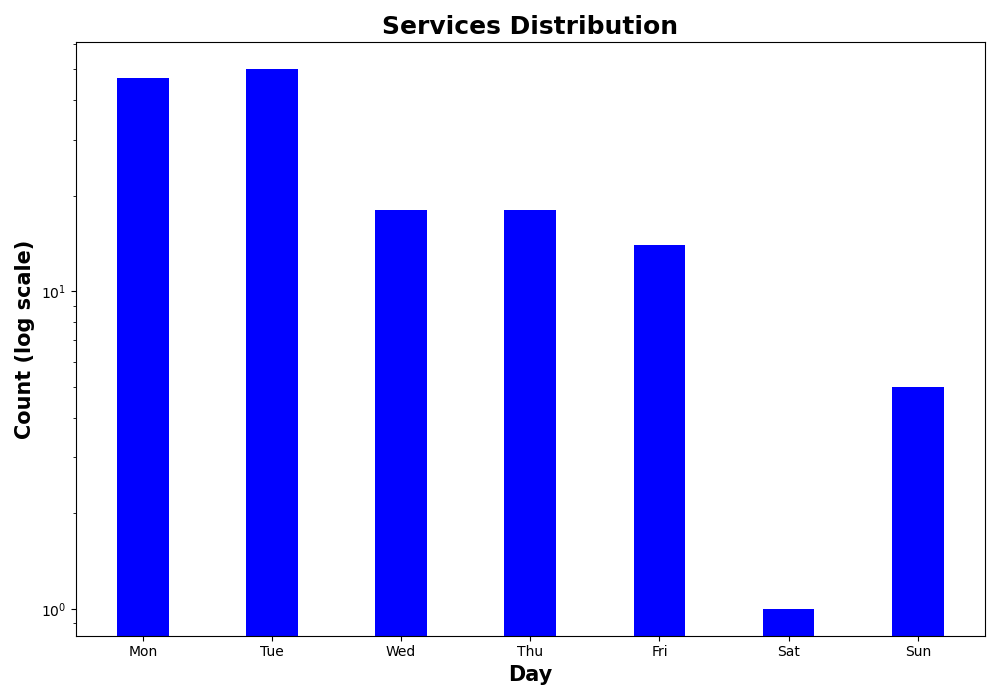 Services Distribution
Count (log scale)
10¹
10⁰
Mon Tue Wed Thu Fri Sat Sun
Day